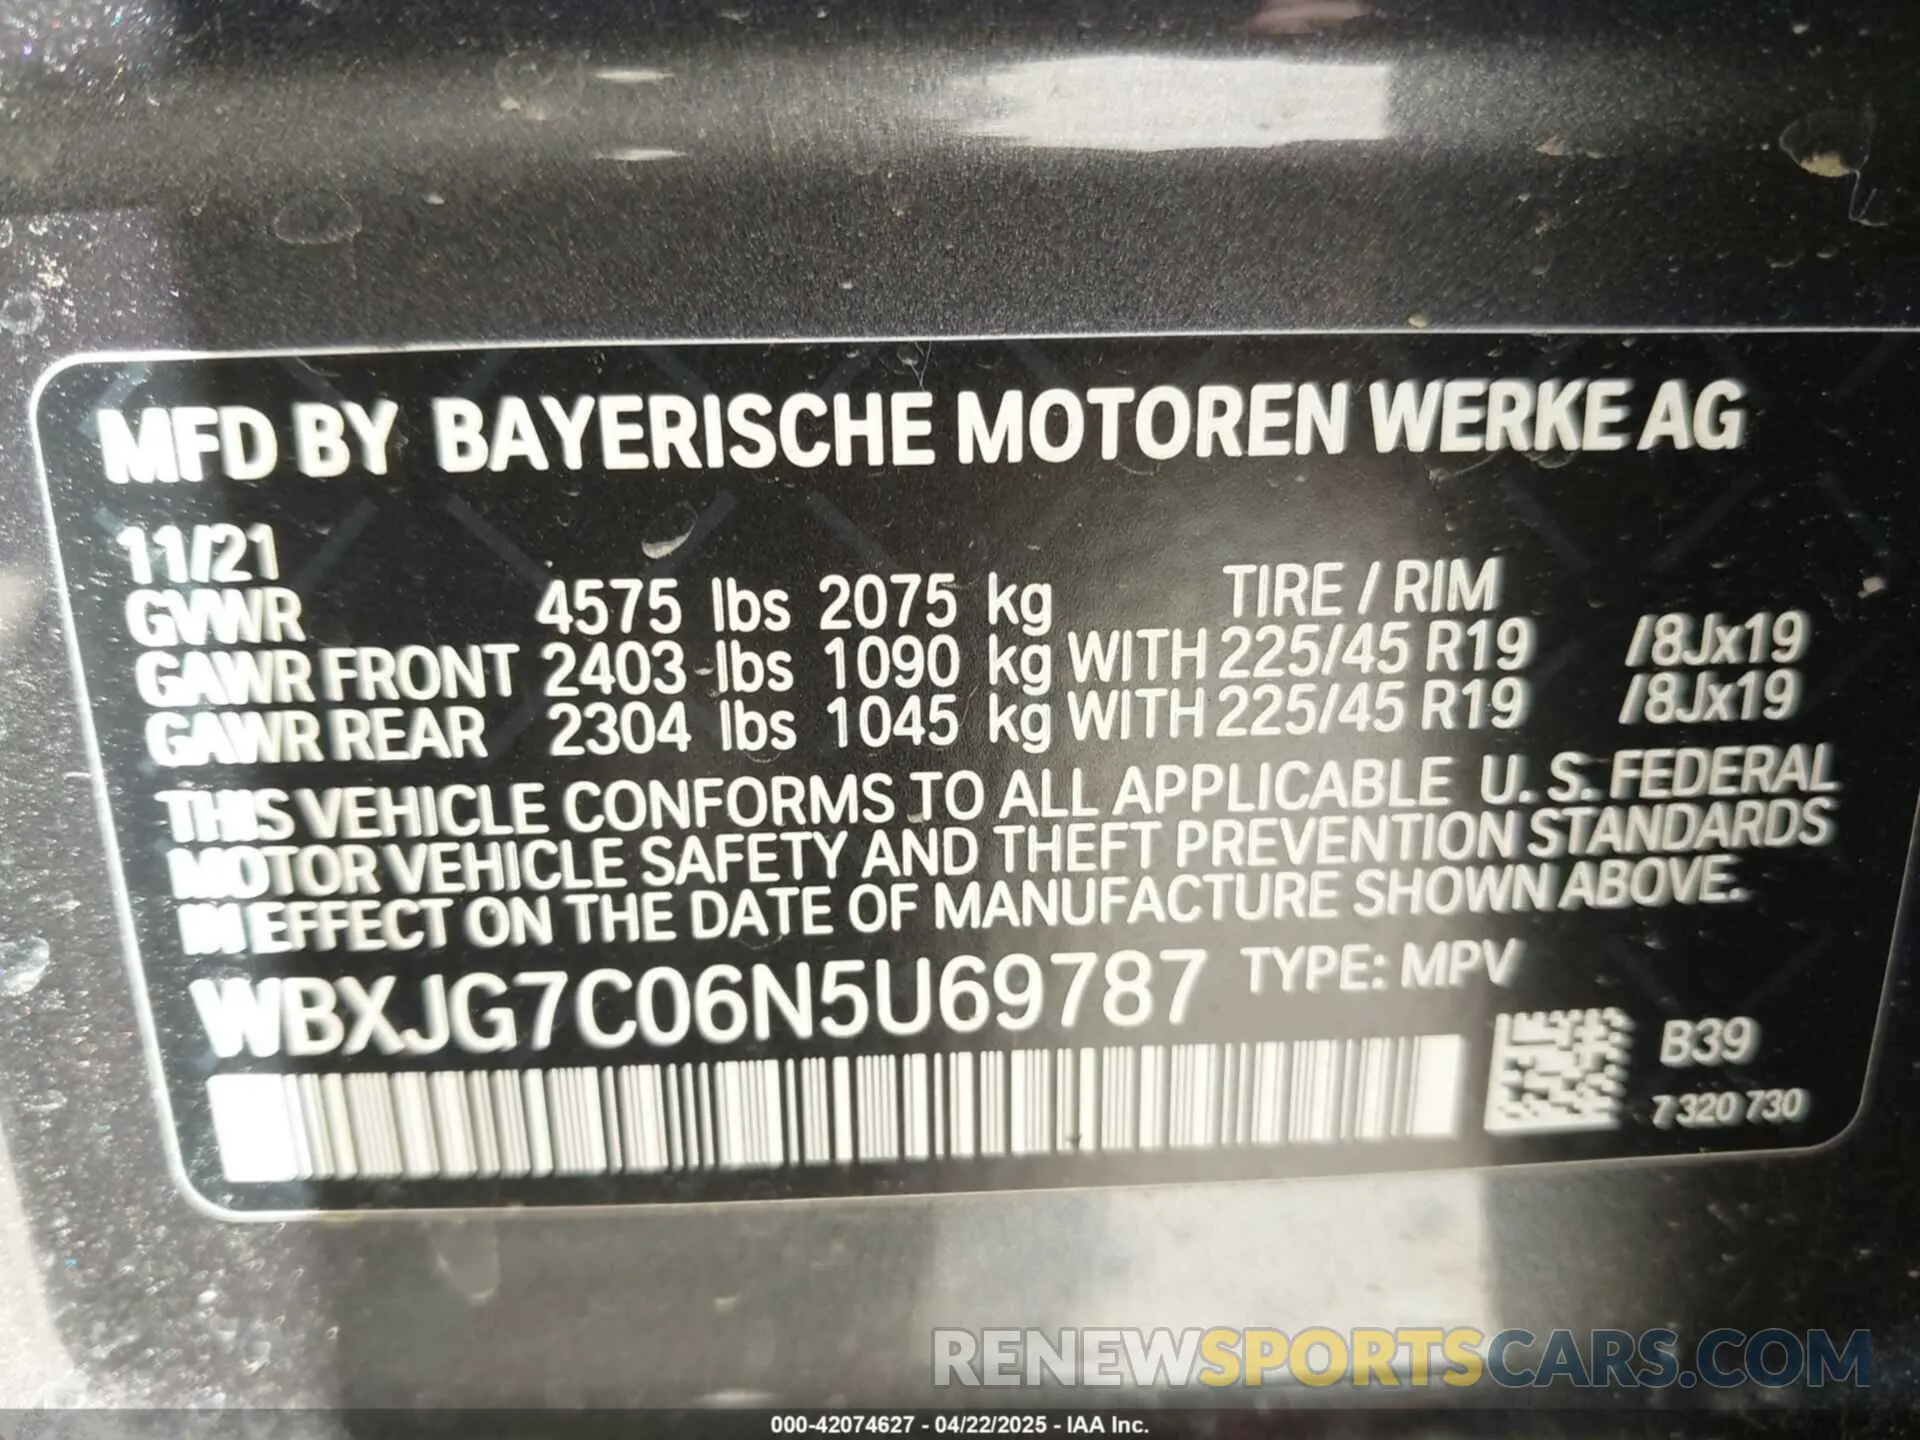 MFD BY BAYERISCHE MOTOREN WERKE AG
11/21
GVWR 4575 lbs 2075 kg TIRE / RIM
GAWR FRONT 2403 lbs 1090 kg WITH 225/45 R19 /8Jx19
GAWR REAR 2304 lbs 1045 kg WITH 225/45 R19 /8Jx19
THIS VEHICLE CONFORMS TO ALL APPLICABLE U. S. FEDERAL
MOTOR VEHICLE SAFETY AND THEFT PREVENTION STANDARDS
IN EFFECT ON THE DATE OF MANUFACTURE SHOWN ABOVE.
WBXJG7C06N5U69787 TYPE: MPV
B39
7 320 730
RENEWSPORTSCARS.COM
000-42074627 - 04/22/2025 - IAA Inc.